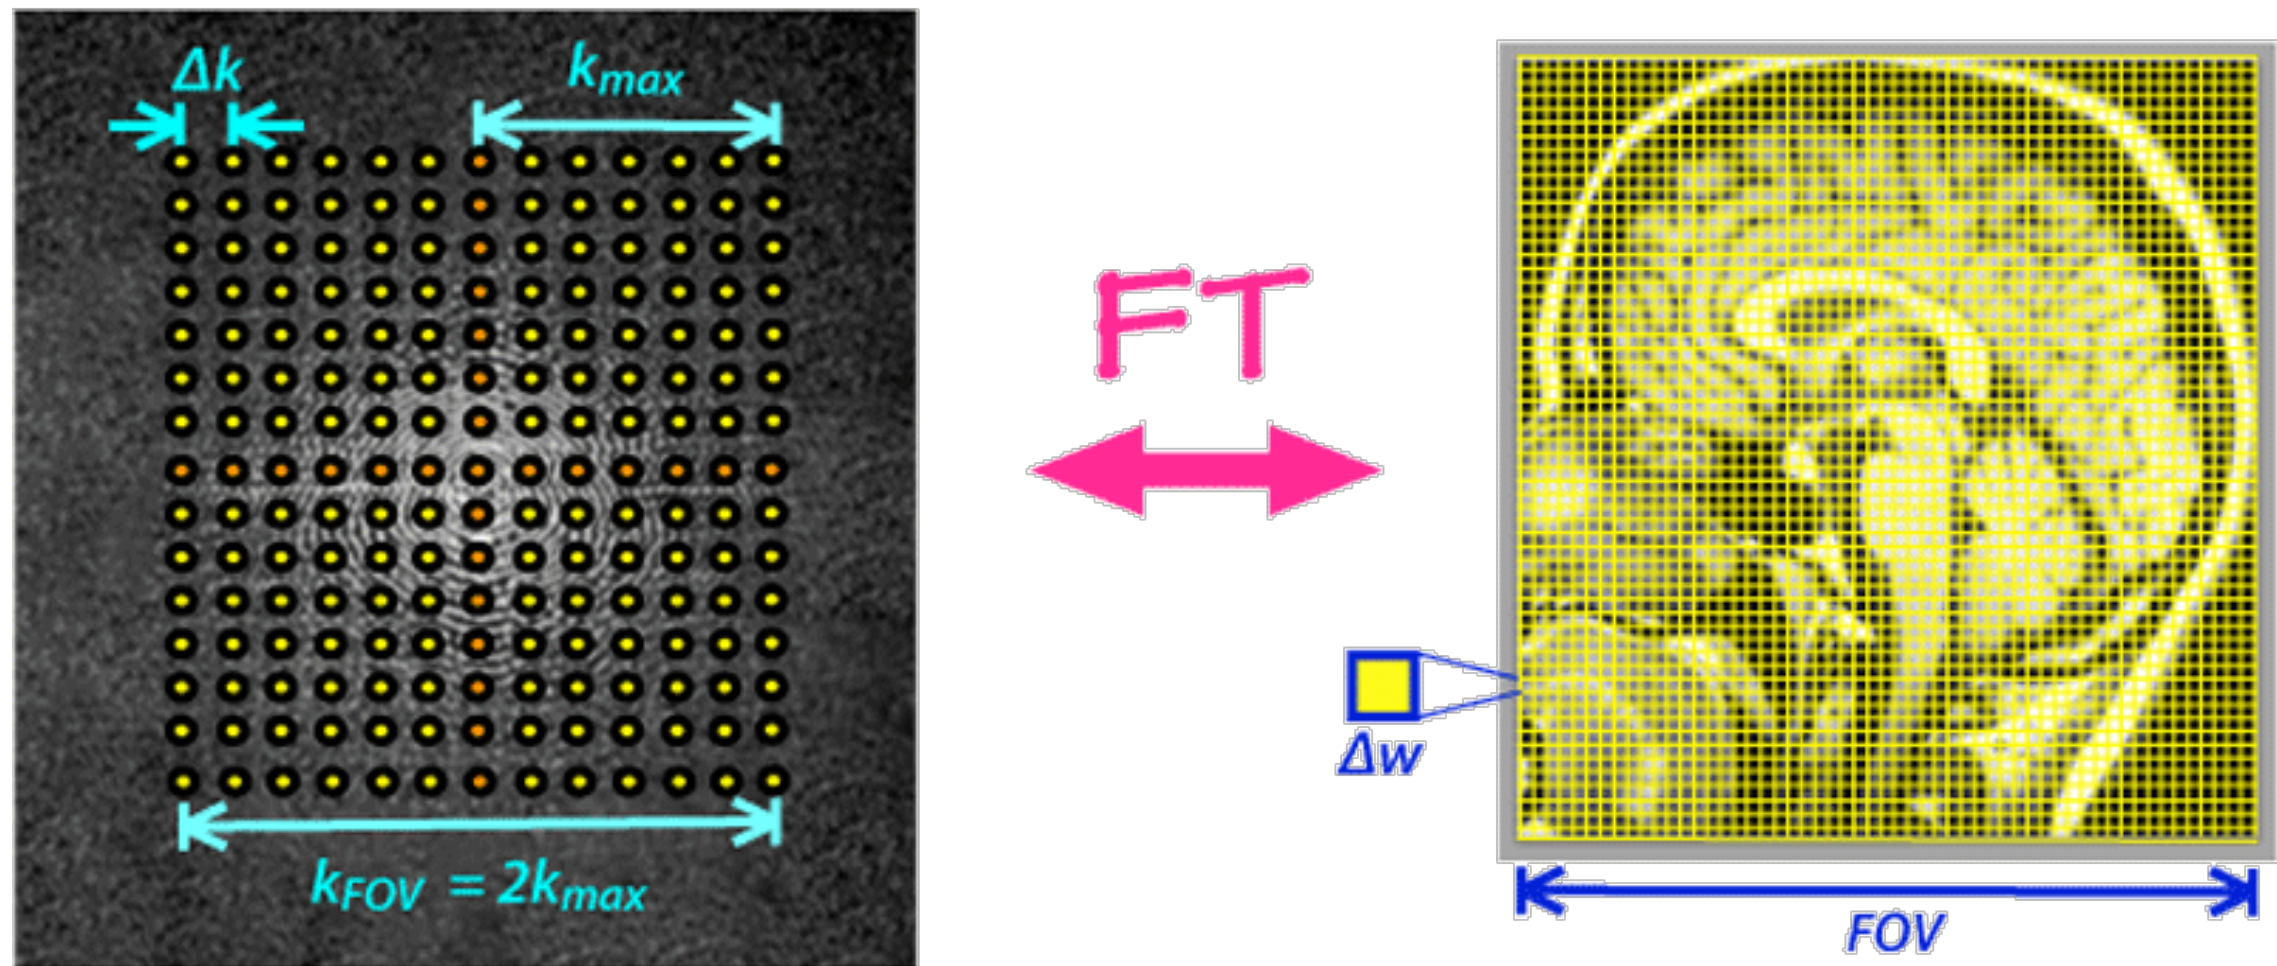 Δk
kmax
FT
Δw
kFOV = 2kmax
FOV